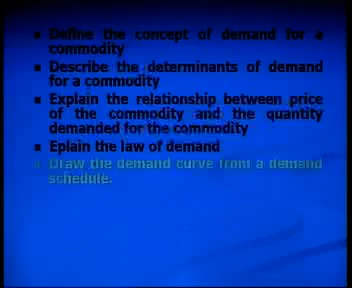 Define the concept of demand for a
commodity
Describe the determinants of demand
for a commodity
Explain the relationship between price
of the commodity and the quantity
demanded for the commodity
Eplain the law of demand
Draw the demand curve from a demand
schedule.